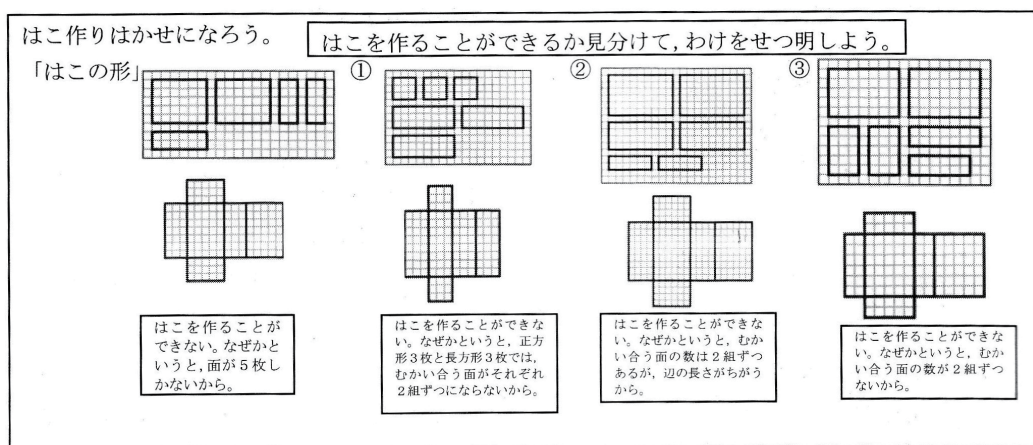 はこ作りはかせになろう。
はこを作ることができるか見分けて,わけをせつ明しよう。
「はこの形」
①
②
③
はこを作ることが
できない。なぜかと
いうと,面が5枚し
かないから。
はこを作ることができな
い。なぜかというと,正方
形3枚と長方形3枚では,
むかい合う面がそれぞれ
2組ずつにならないから。
はこを作ることができな
い。なぜかというと,むか
い合う面の数は2組ずつ
あるが,辺の長さがちがう
から。
はこを作ることができな
い。なぜかというと,むか
い合う面の数が2組ずつ
ないから。